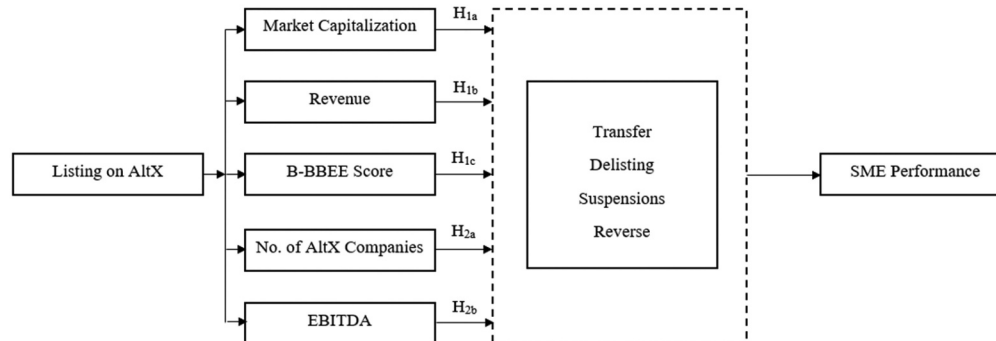 Listing on AltX
Market Capitalization
H1a
Revenue
H1b
B-BBEE Score
H1c
No. of AltX Companies
H2a
EBITDA
H2b
Transfer
Delisting
Suspensions
Reverse
SME Performance